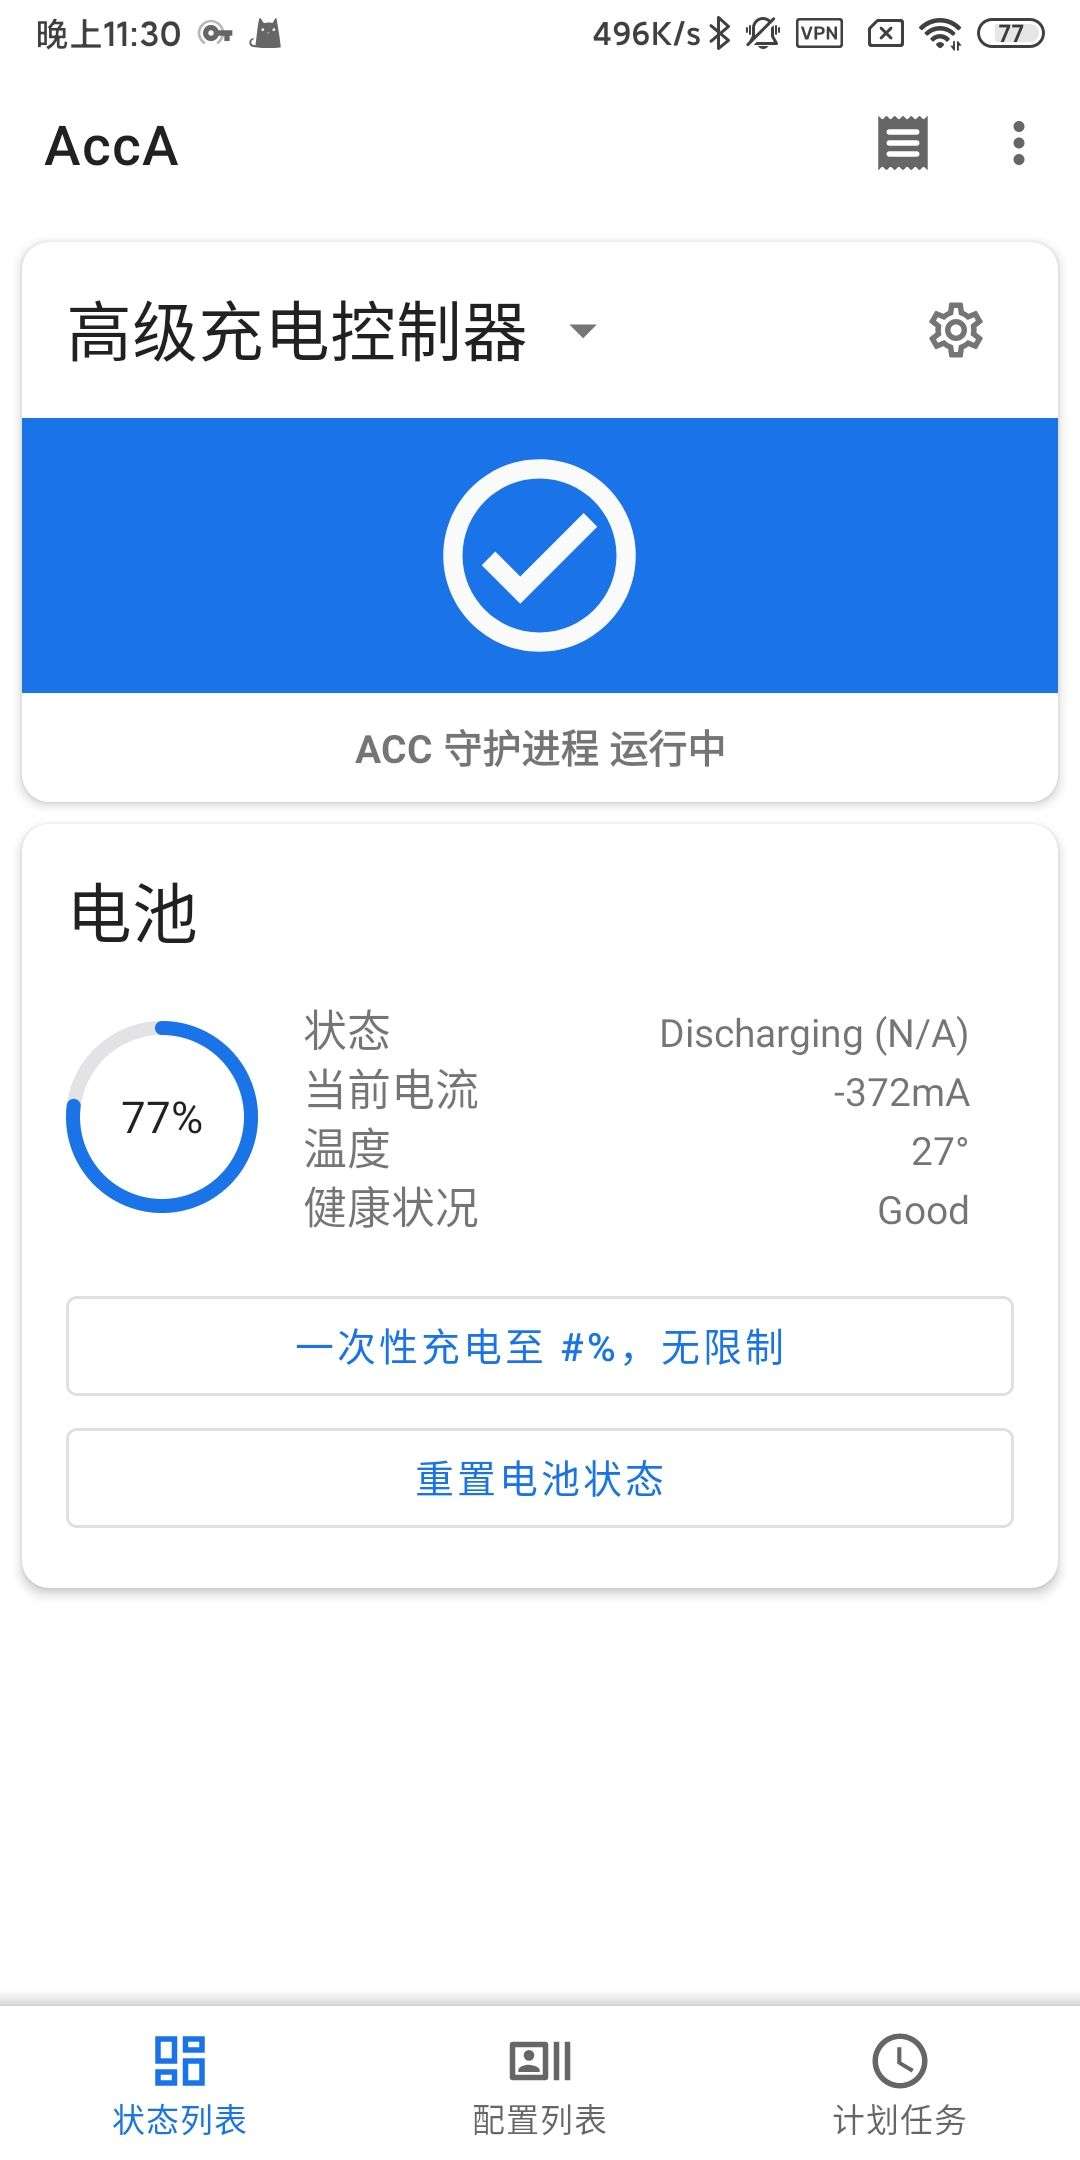 晚上11:30 496K/s VPN 77
AccA
高级充电控制器
ACC 守护进程 运行中
电池
77%
状态 Discharging (N/A)
当前电流 -372mA
温度 27°
健康状况 Good
一次性充电至 #%，无限制
重置电池状态
状态列表 配置列表 计划任务